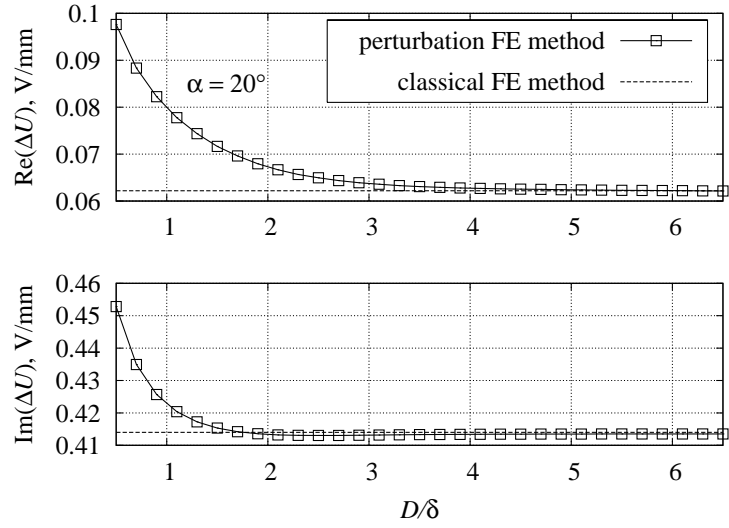 0.1
0.09
0.08
0.07
0.06
Re(ΔU), V/mm
perturbation FE method
classical FE method
α = 20°
1 2 3 4 5 6
0.46
0.45
0.44
0.43
0.42
0.41
Im(ΔU), V/mm
1 2 3 4 5 6
D/δ